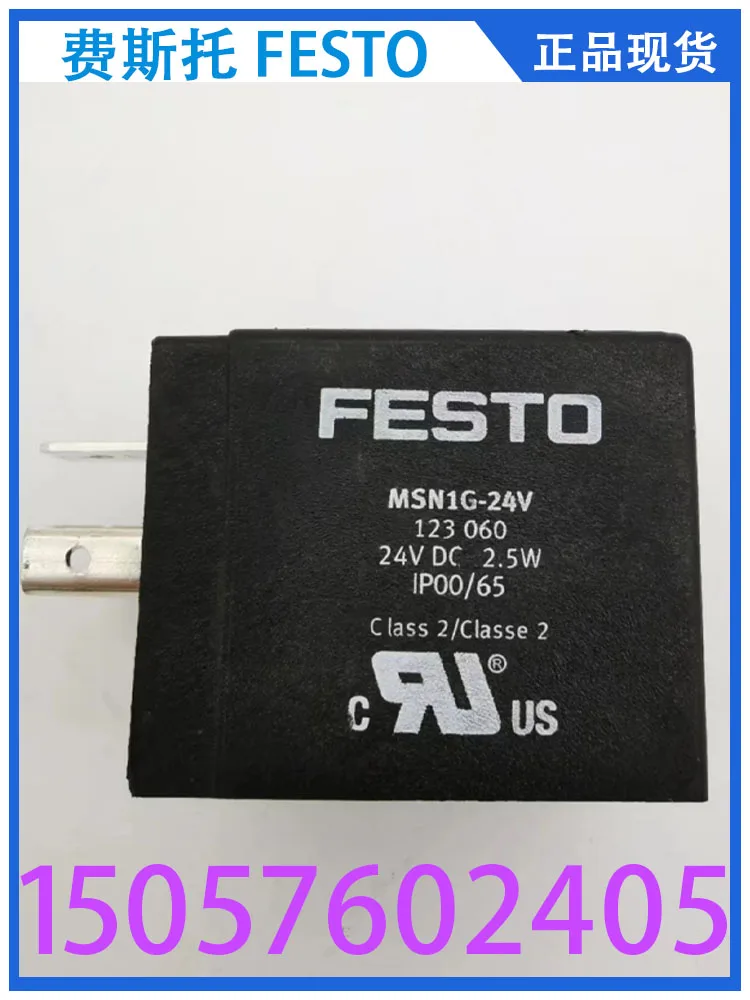 费斯托 FESTO 正品现货
FESTO
MSN1G-24V
123 060
24V DC 2.5W
IP00/65
Class 2/Classe 2
C RU® US
15057602405